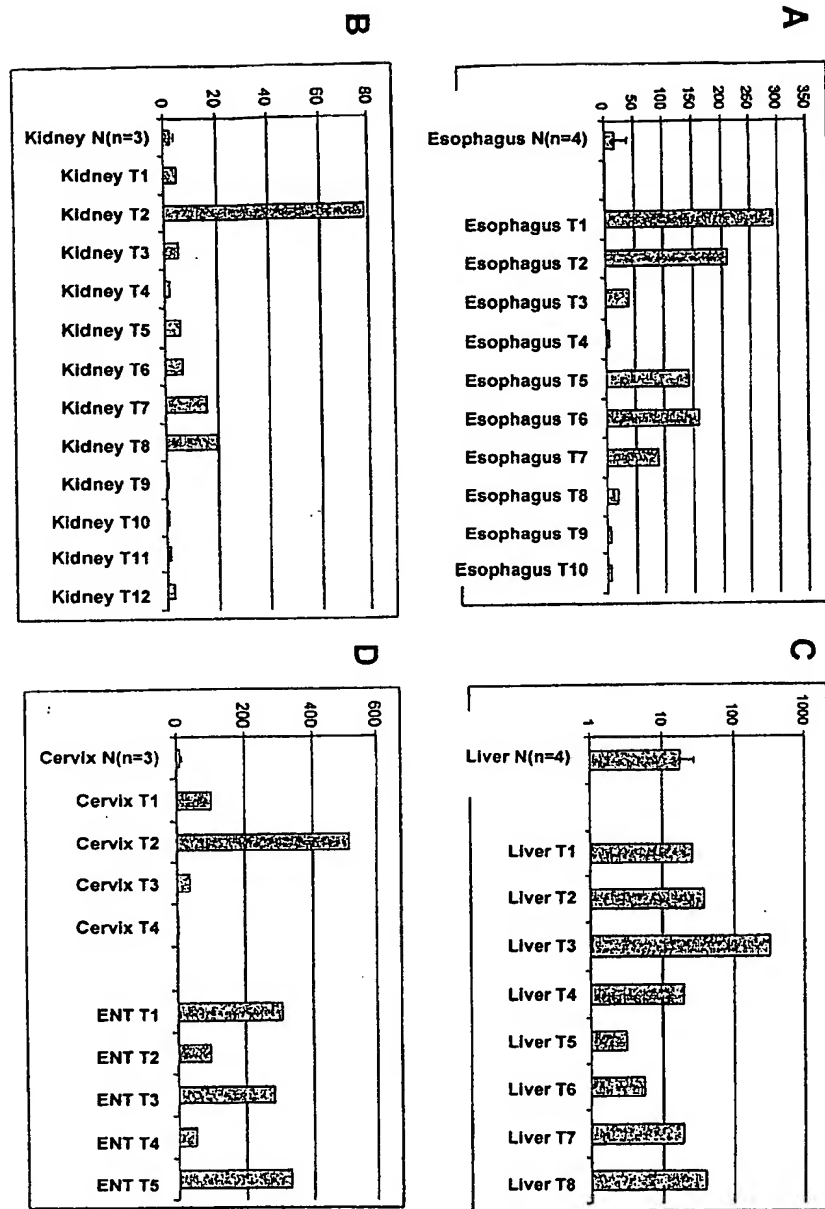 A
350
300
250
200
150
100
50
0
Esophagus N(n=4)
Esophagus T1
Esophagus T2
Esophagus T3
Esophagus T4
Esophagus T5
Esophagus T6
Esophagus T7
Esophagus T8
Esophagus T9
Esophagus T10
B
80
60
40
20
0
Kidney N(n=3)
Kidney T1
Kidney T2
Kidney T3
Kidney T4
Kidney T5
Kidney T6
Kidney T7
Kidney T8
Kidney T9
Kidney T10
Kidney T11
Kidney T12
C
1000
100
10
1
Liver N(n=4)
Liver T1
Liver T2
Liver T3
Liver T4
Liver T5
Liver T6
Liver T7
Liver T8
D
600
400
200
0
Cervix N(n=3)
Cervix T1
Cervix T2
Cervix T3
Cervix T4
ENT T1
ENT T2
ENT T3
ENT T4
ENT T5